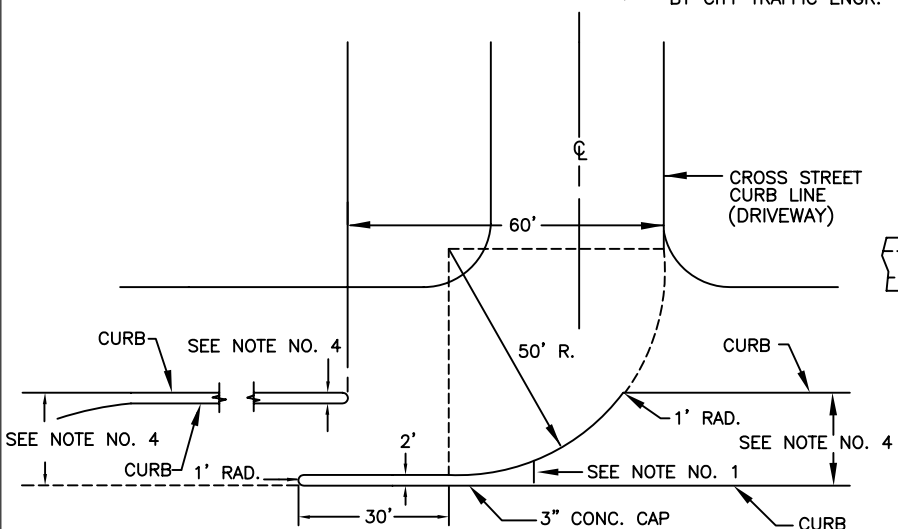 BY CITY TRAFFIC ENGR.
℄
CROSS STREET
CURB LINE
(DRIVEWAY)
60'
CURB
SEE NOTE NO. 4
50' R.
CURB
1' RAD.
SEE NOTE NO. 4
SEE NOTE NO. 4
2'
CURB
1' RAD.
SEE NOTE NO. 1
30'
3" CONC. CAP
CURB